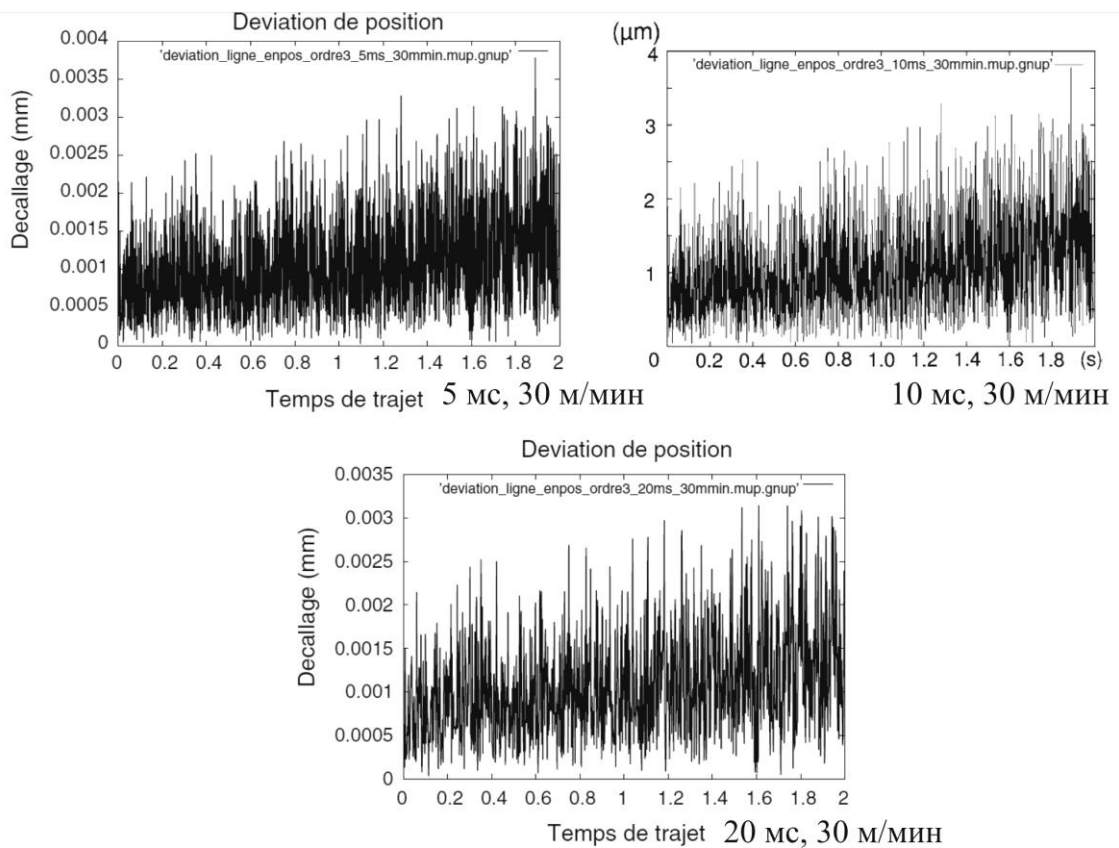 Deviation de position
0.004
'deviation_ligne_enpos_ordre3_5ms_30mmin.mup.gnup'
0.0035
0.003
0.0025
0.002
0.0015
0.001
0.0005
0
Decallage (mm)
0 0.2 0.4 0.6 0.8 1 1.2 1.4 1.6 1.8 2
Temps de trajet 5 мс, 30 м/мин
(μm)
4
'deviation_ligne_enpos_ordre3_10ms_30mmin.mup.gnup'
3
2
1
0 0.2 0.4 0.6 0.8 1.0 1.2 1.4 1.6 1.8 (s)
10 мс, 30 м/мин
Deviation de position
0.0035
'deviation_ligne_enpos_ordre3_20ms_30mmin.mup.gnup'
0.003
0.0025
0.002
0.0015
0.001
0.0005
0
Decallage (mm)
0 0.2 0.4 0.6 0.8 1 1.2 1.4 1.6 1.8 2
Temps de trajet 20 мс, 30 м/мин